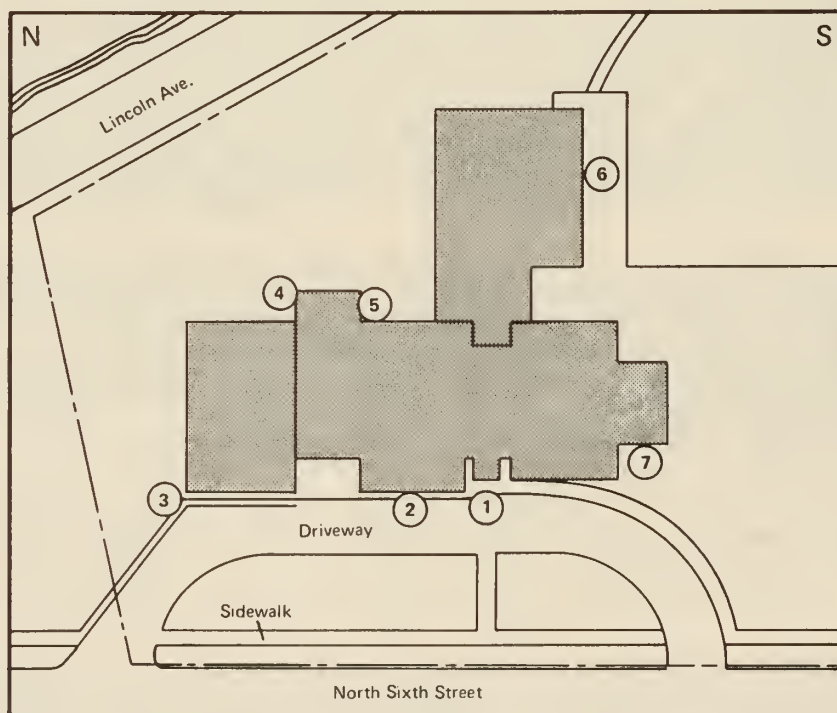 N
S
Lincoln Ave.
6
4
5
7
3
2
1
Driveway
Sidewalk
North Sixth Street